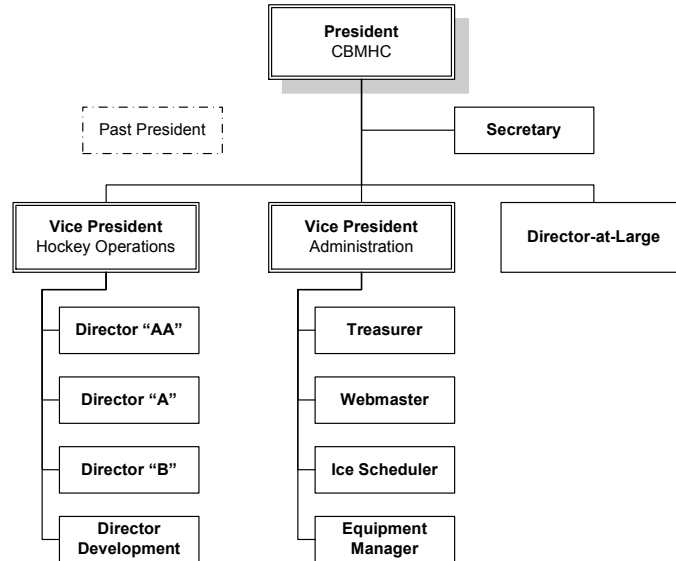 President
CBMHC
Past President
Secretary
Vice President
Hockey Operations
Vice President
Administration
Director-at-Large
Director “AA”
Treasurer
Director “A”
Webmaster
Director “B”
Ice Scheduler
Director
Development
Equipment
Manager